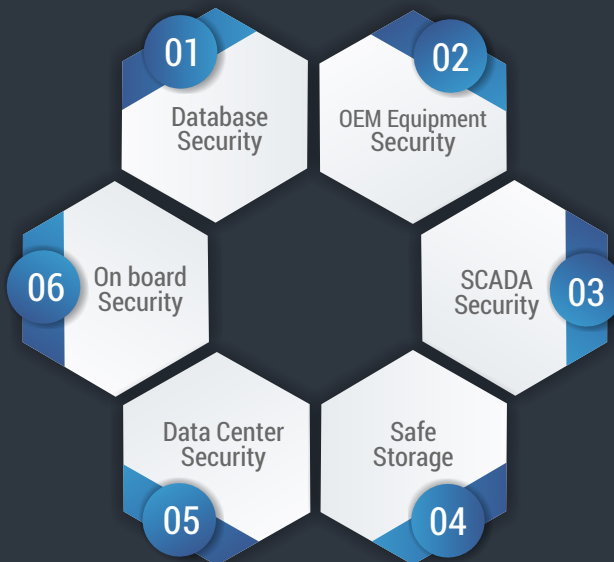 01
Database
Security
02
OEM Equipment
Security
03
SCADA
Security
04
Safe
Storage
05
Data Center
Security
06
On board
Security